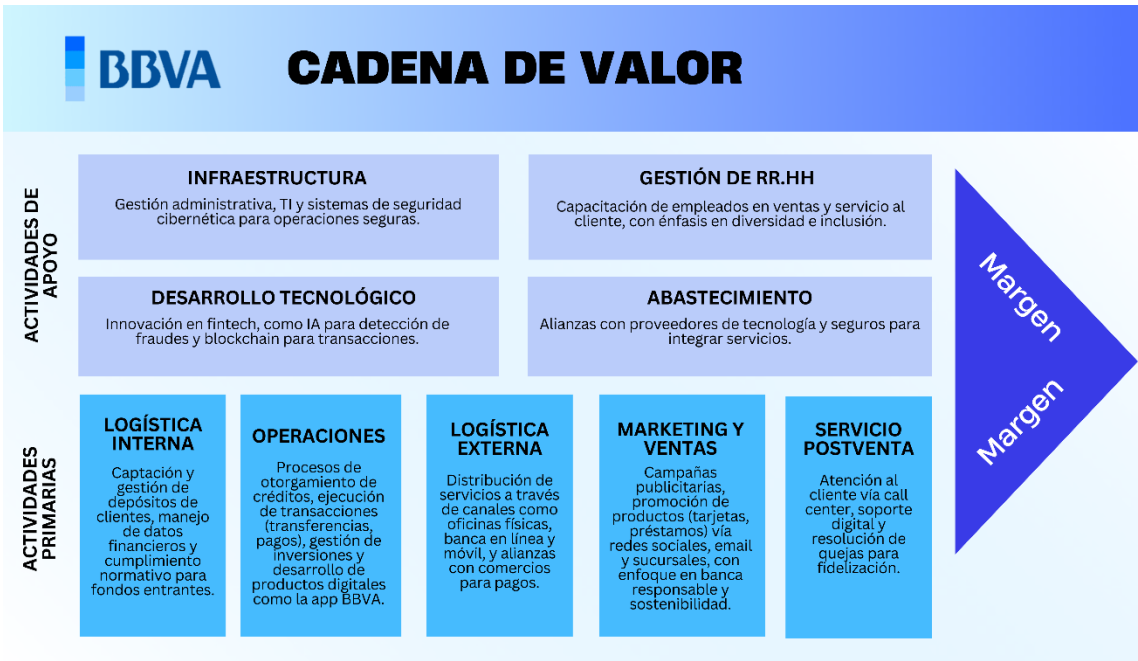 BBVA CADENA DE VALOR
ACTIVIDADES DE
APOYO
INFRAESTRUCTURA
Gestión administrativa, TI y sistemas de seguridad
cibernética para operaciones seguras.
GESTIÓN DE RR.HH
Capacitación de empleados en ventas y servicio al
cliente, con énfasis en diversidad e inclusión.
DESARROLLO TECNOLÓGICO
Innovación en fintech, como IA para detección de
fraudes y blockchain para transacciones.
ABASTECIMIENTO
Alianzas con proveedores de tecnología y seguros para
integrar servicios.
ACTIVIDADES
PRIMARIAS
LOGÍSTICA
INTERNA
Captación y
gestión de
depósitos de
clientes, manejo
de datos
financieros y
cumplimiento
normativo para
fondos entrantes.
OPERACIONES
Procesos de
otorgamiento de
créditos, ejecución
de transacciones
(transferencias,
pagos), gestión de
inversiones y
desarrollo de
productos digitales
como la app BBVA.
LOGÍSTICA
EXTERNA
Distribución de
servicios a través
de canales como
oficinas físicas,
banca en línea y
móvil, y alianzas
con comercios
para pagos.
MARKETING Y
VENTAS
Campañas
publicitarias,
promoción de
productos (tarjetas,
préstamos) vía
redes sociales, email
y sucursales, con
enfoque en banca
responsable y
sostenibilidad.
SERVICIO
POSTVENTA
Atención al
cliente vía call
center, soporte
digital y
resolución de
quejas para
fidelización.
Margen
Margen